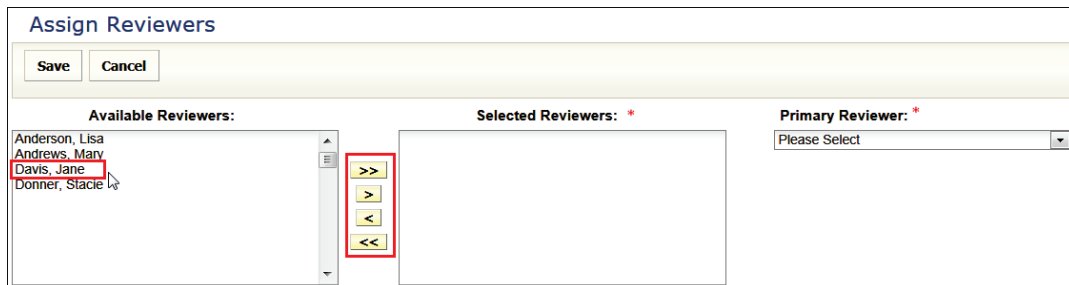 Assign Reviewers
Save Cancel
Available Reviewers: Selected Reviewers: * Primary Reviewer: *
Anderson, Lisa
Andrews, Mary
Davis, Jane
Donner, Stacie
Please Select
>>
>
<
<<